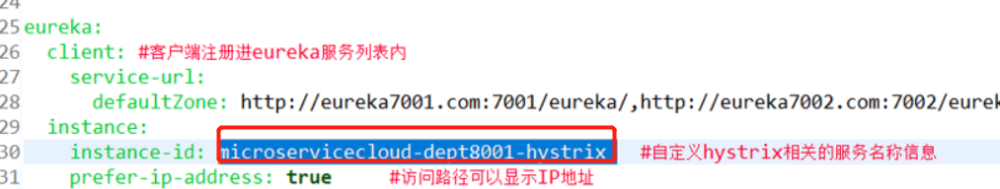 24
25 eureka:
26 client: #客户端注册进eureka服务列表内
27 service-url:
28 defaultZone: http://eureka7001.com:7001/eureka/,http://eureka7002.com:7002/eurek
29 instance:
30 instance-id: microservicecloud-dept8001-hystrix #自定义hystrix相关的服务名称信息
31 prefer-ip-address: true #访问路径可以显示IP地址